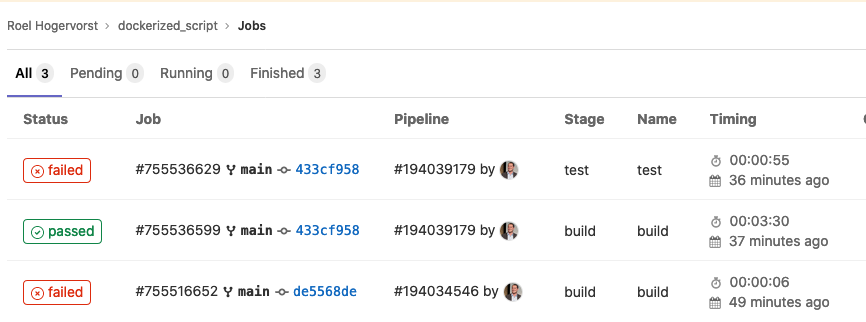 Roel Hogervorst > dockerized_script > Jobs
All 3 Pending 0 Running 0 Finished 3
Status Job Pipeline Stage Name Timing
failed #755536629 main 433cf958 #194039179 by test test 00:00:55
36 minutes ago
passed #755536599 main 433cf958 #194039179 by build build 00:03:30
37 minutes ago
failed #755516652 main de5568de #194034546 by build build 00:00:06
49 minutes ago